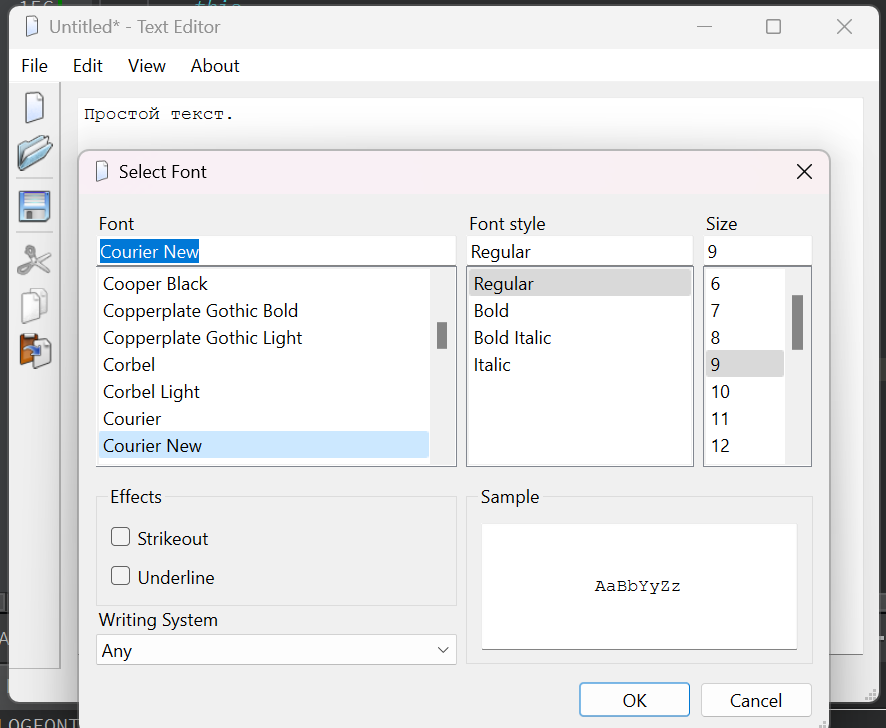 this
Untitled* - Text Editor
File Edit View About
Простой текст.
Select Font
Font Font style Size
Courier New Regular 9
Cooper Black Regular 6
Copperplate Gothic Bold Bold 7
Copperplate Gothic Light Bold Italic 8
Corbel Italic 9
Corbel Light 10
Courier 11
Courier New 12
Effects Sample
Strikeout
Underline
AaBbYyZz
Writing System
Any
OK Cancel
LOGFONT